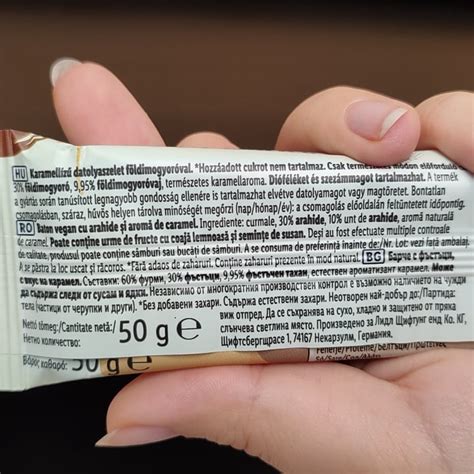 HU Karamellízű datolyaszelet földimogyoróval. *Hozzáadott cukrot nem tartalmaz. Csak természetes módon előforduló
30% földimogyoró, 9,95% földimogyoróvaj, természetes karamellaroma. Dióféléket és szezámmagot tartalmazhat. A termék
a gyártás során tanúsított legnagyobb gondosság ellenére is tartalmazhat elvétve datolyamagot vagy magtöretet. Bontatlan
csomagolásban, száraz, hűvös helyen tárolva minőségét megőrzi (nap/hónap/év): a csomagolás előoldalán feltüntetett időpontig.
RO Baton vegan cu arahide și aromă de caramel. Ingrediente: curmale, 30% arahide, 10% unt de arahide, aromă naturală
de caramel. Poate conține urme de fructe cu coajă lemnoasă și semințe de susan. Deși au fost efectuate multiple controale
de calitate, produsul poate conține sâmburi sau bucăți de sâmburi. A se consuma de preferință înainte de:/Nr. Lot: vezi față ambalaj.
A se păstra la loc uscat și răcoros. *Fără adaos de zaharuri. Conține zaharuri prezente în mod natural. BG Барче с фъстъци,
с вкус на карамел. Съставки: 60% фурми, 30% фъстъци, 9,95% фъстъчен тахан, естествен ароматизант карамел. Може
да съдържа следи от сусам и ядки. Независимо от многократния производствен контрол е възможно наличието на чужди
тела (частици от черупки и други). *Без добавени захари. Съдържа естествени захари. Неотворен най-добър до:/Партида:
Nettó tömeg:/Cantitate netă: виж отпред. Да се съхранява на сухо, хладно и защитено от пряка
Нетно количество: 50 g e слънчева светлина място. Произведено за Лидл Щифтунг енд Ко. КГ,
Щифтсбергщрасе 1, 74167 Некарзулм, Германия.
50 g e